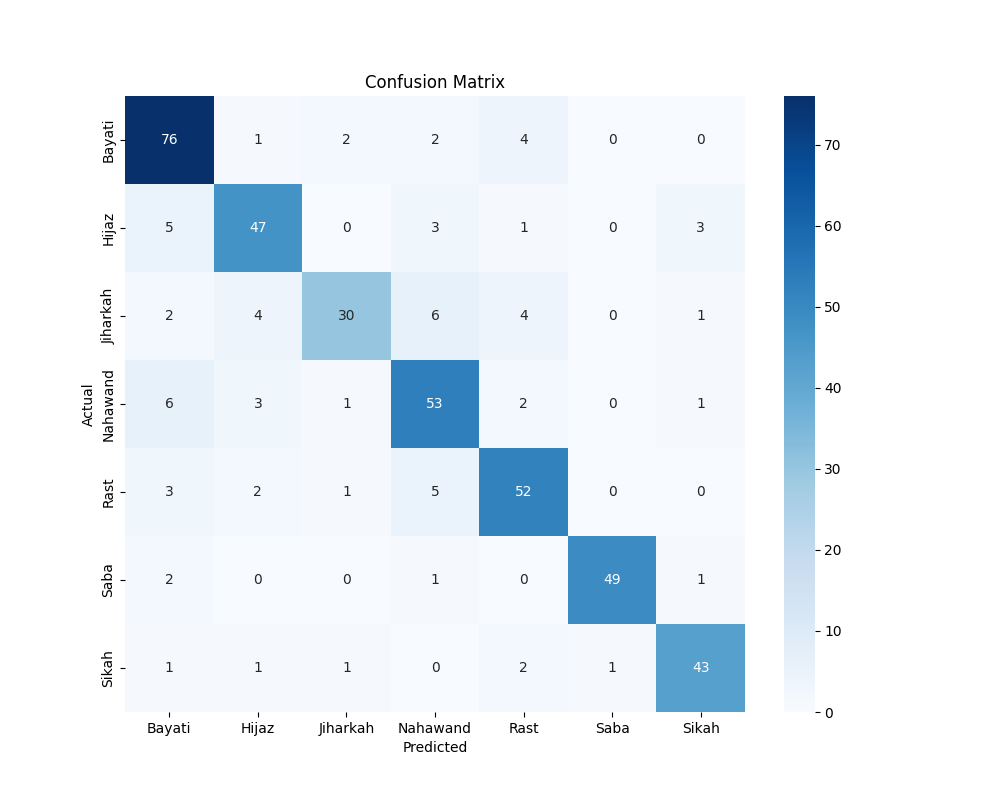 Confusion Matrix
Actual
Bayati 76 1 2 2 4 0 0
Hijaz 5 47 0 3 1 0 3
Jiharkah 2 4 30 6 4 0 1
Nahawand 6 3 1 53 2 0 1
Rast 3 2 1 5 52 0 0
Saba 2 0 0 1 0 49 1
Sikah 1 1 1 0 2 1 43
Bayati Hijaz Jiharkah Nahawand Rast Saba Sikah
Predicted
70
60
50
40
30
20
10
0